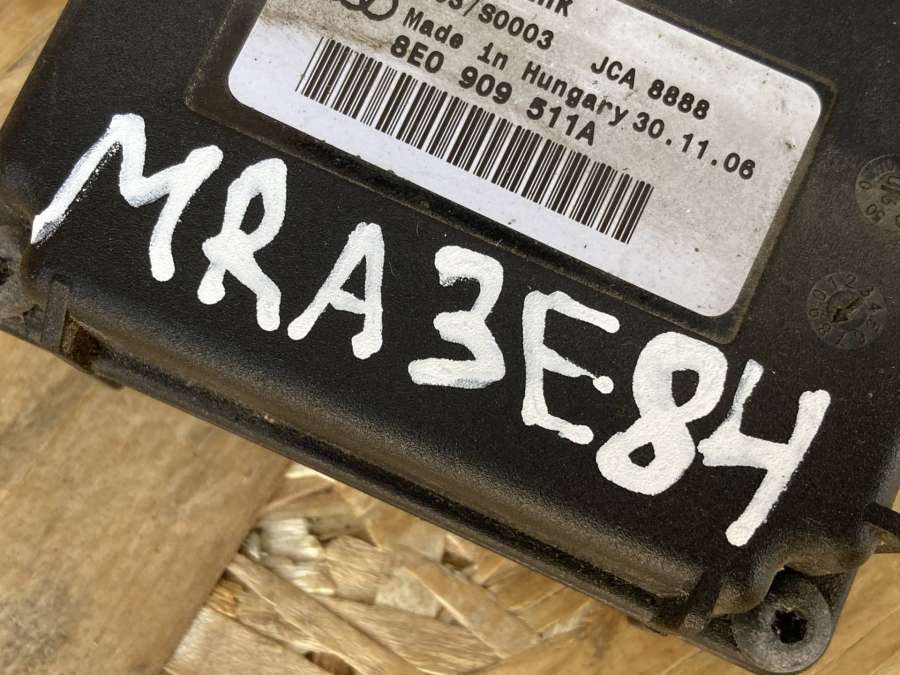 /S0003 JCA 8888
Made in Hungary 30.11.06
8E0 909 511A
MRA3E84